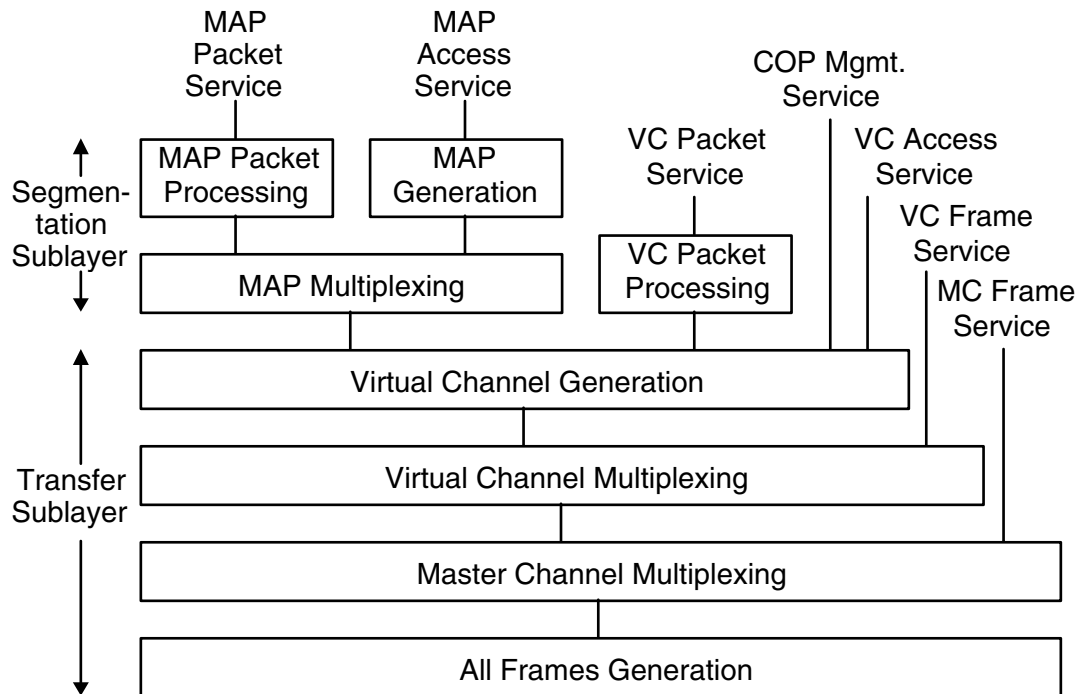 MAP
Packet
Service
MAP
Access
Service
COP Mgmt.
Service
VC Packet
Service
VC Access
Service
VC Frame
Service
MC Frame
Service
Segmen-
tation
Sublayer
MAP Packet
Processing
MAP
Generation
VC Packet
Processing
MAP Multiplexing
Transfer
Sublayer
Virtual Channel Generation
Virtual Channel Multiplexing
Master Channel Multiplexing
All Frames Generation